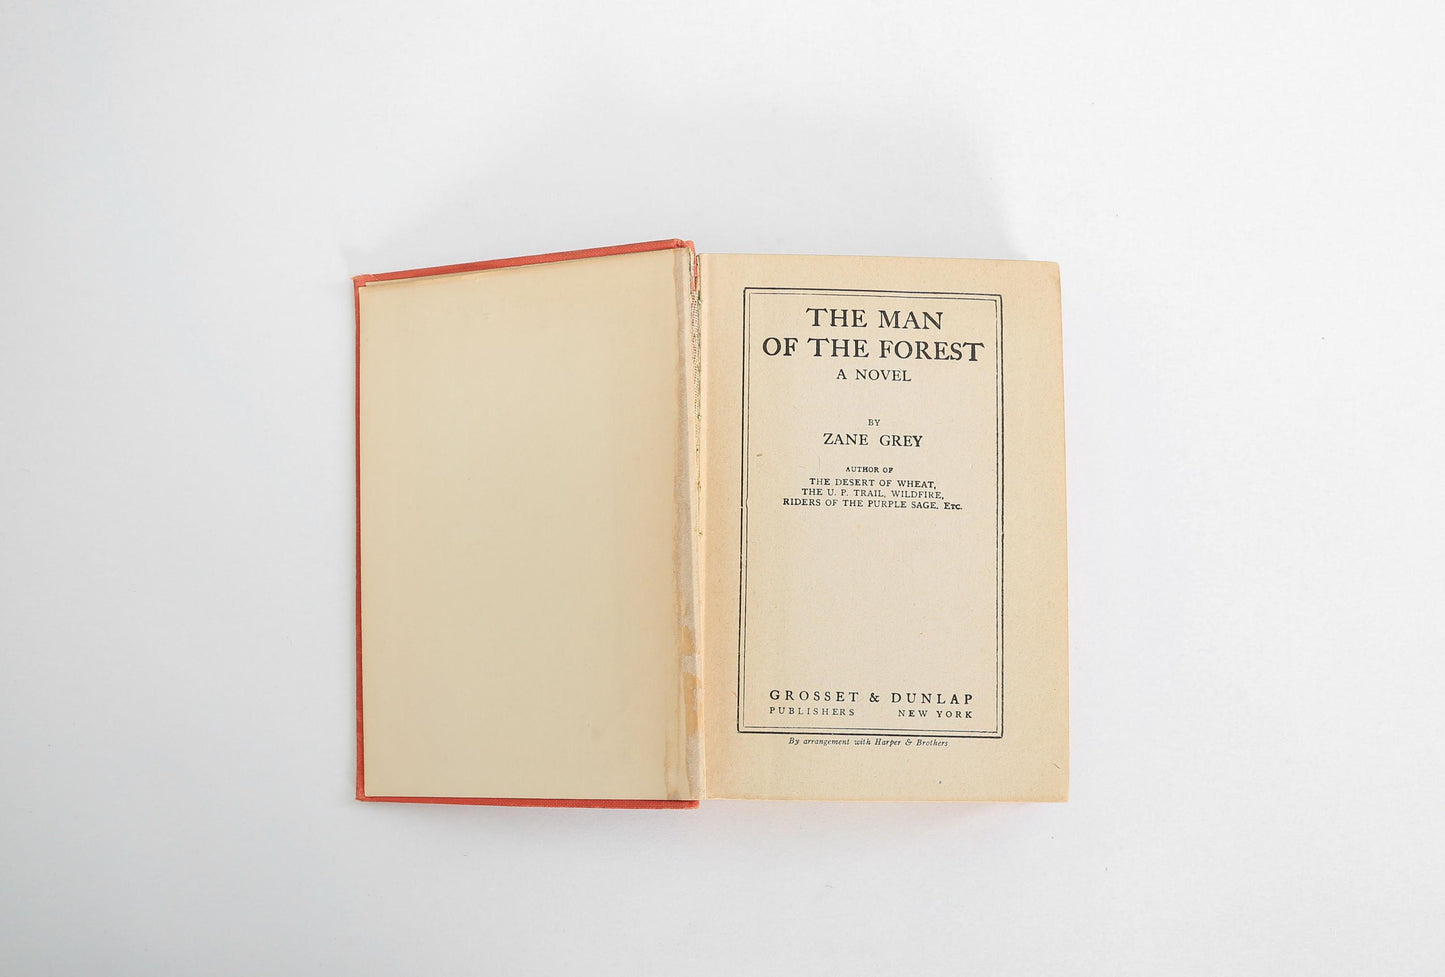 THE MAN
OF THE FOREST
A NOVEL
BY
ZANE GREY
AUTHOR OF
THE DESERT OF WHEAT,
THE U. P. TRAIL, WILDFIRE,
RIDERS OF THE PURPLE SAGE, ETC.
GROSSET & DUNLAP
PUBLISHERS NEW YORK
By arrangement with Harper & Brothers